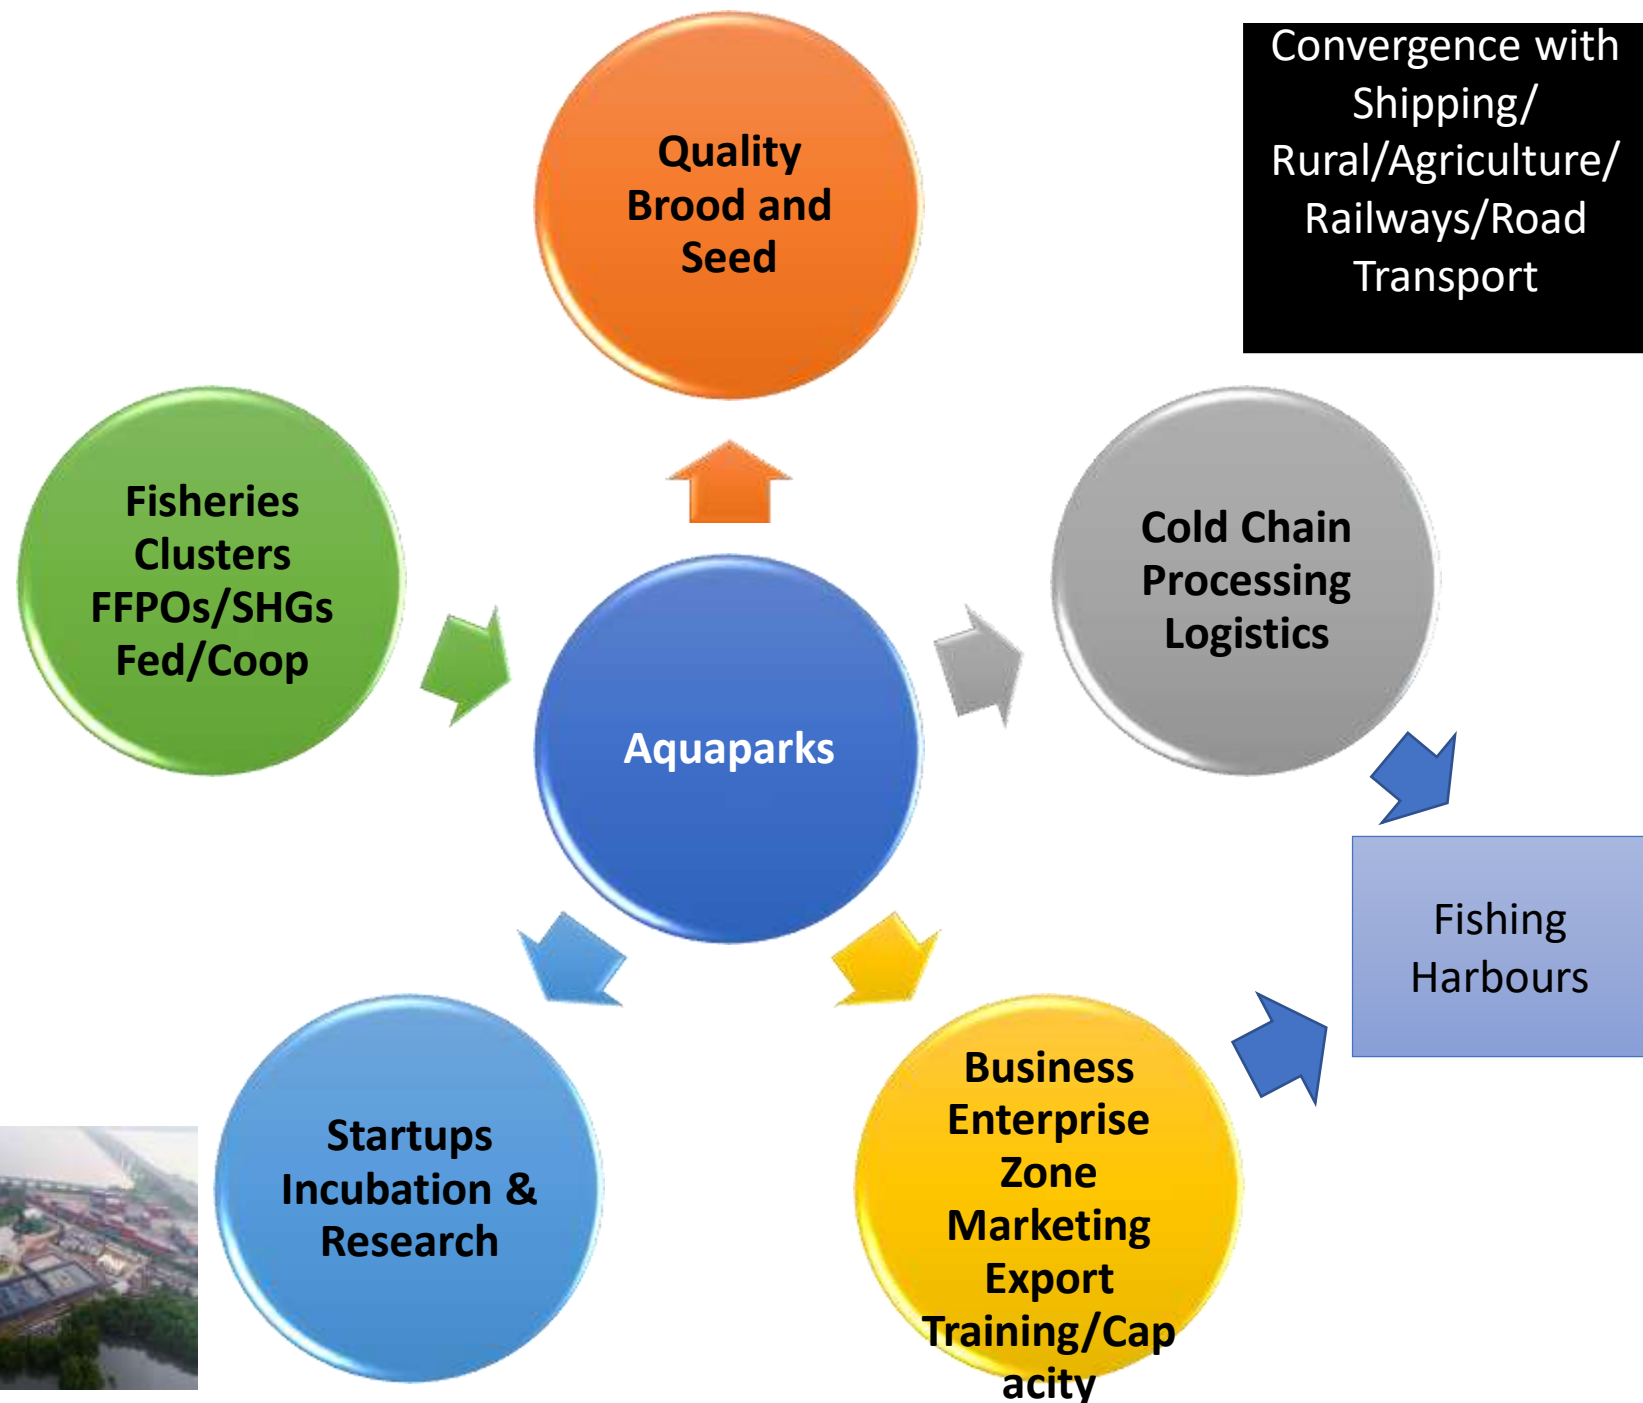 Quality
Brood and
Seed
Convergence with
Shipping/
Rural/Agriculture/
Railways/Road
Transport
Fisheries
Clusters
FFPOs/SHGs
Fed/Coop
Cold Chain
Processing
Logistics
Aquaparks
Fishing
Harbours
Startups
Incubation &
Research
Business
Enterprise
Zone
Marketing
Export
Training/Cap
acity